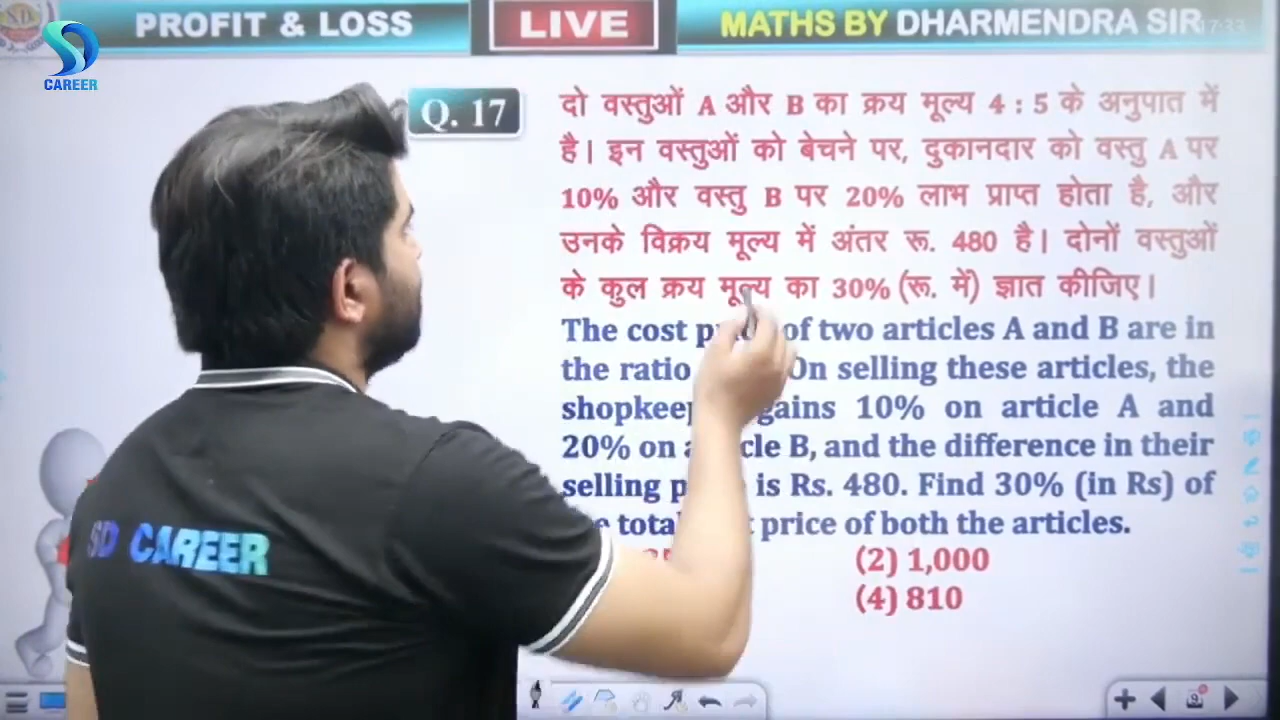 PROFIT & LOSS
LIVE
MATHS BY DHARMENDRA SIR
17:33
CAREER
Q. 17
दो वस्तुओं A और B का क्रय मूल्य 4 : 5 के अनुपात में
है। इन वस्तुओं को बेचने पर, दुकानदार को वस्तु A पर
10% और वस्तु B पर 20% लाभ प्राप्त होता है, और
उनके विक्रय मूल्य में अंतर रू. 480 है। दोनों वस्तुओं
के कुल क्रय मूल्य का 30% (रू. में) ज्ञात कीजिए।
The cost of two articles A and B are in
the ratio On selling these articles, the
gains 10% on article A and
20% on B, and the difference in their
selling is Rs. 480. Find 30% (in Rs) of
price of both the articles.
(2) 1,000
(4) 810
SD CAREER